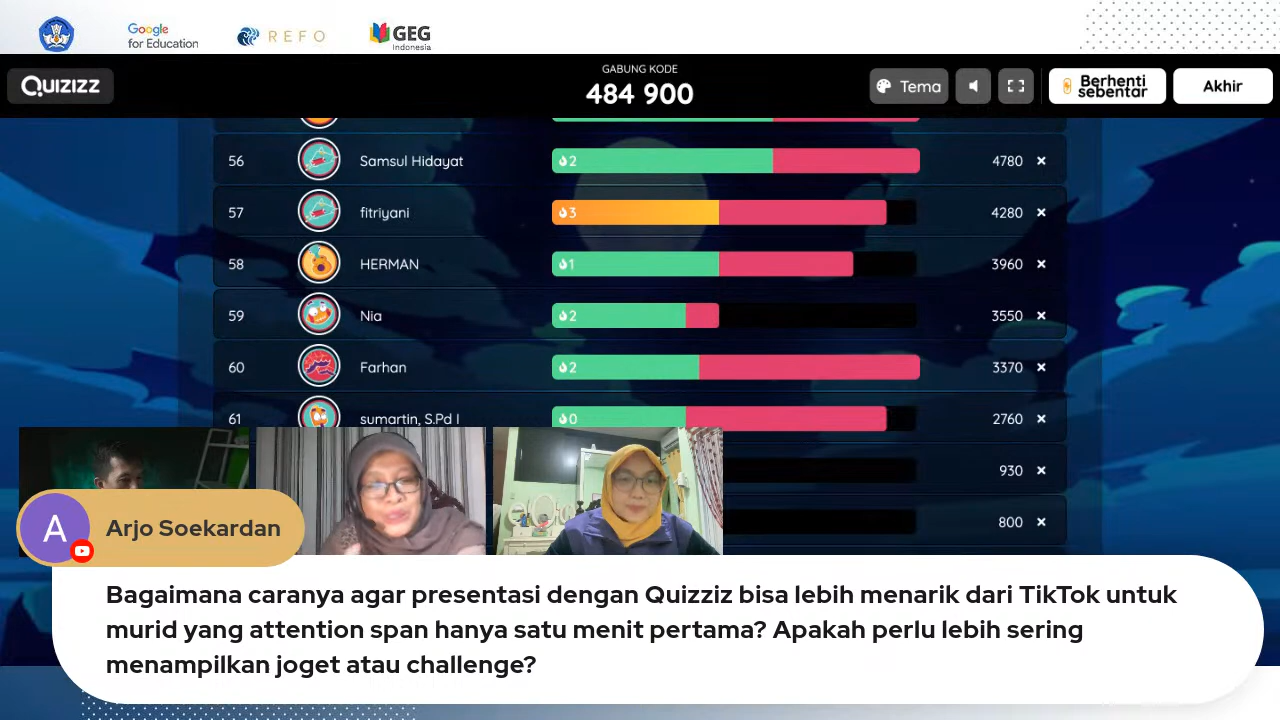 Google
for Education
REFO
GEG
Indonesia
QUIZIZZ
GABUNG KODE
484 900
Tema
Berhenti
sebentar
Akhir
56 Samsul Hidayat 2 4780 ×
57 fitriyani 3 4280 ×
58 HERMAN 1 3960 ×
59 Nia 2 3550 ×
60 Farhan 2 3370 ×
61 sumartin, S.Pd I 0 2760 ×
930 ×
800 ×
A
Arjo Soekardan
Bagaimana caranya agar presentasi dengan Quizziz bisa lebih menarik dari TikTok untuk
murid yang attention span hanya satu menit pertama? Apakah perlu lebih sering
menampilkan joget atau challenge?